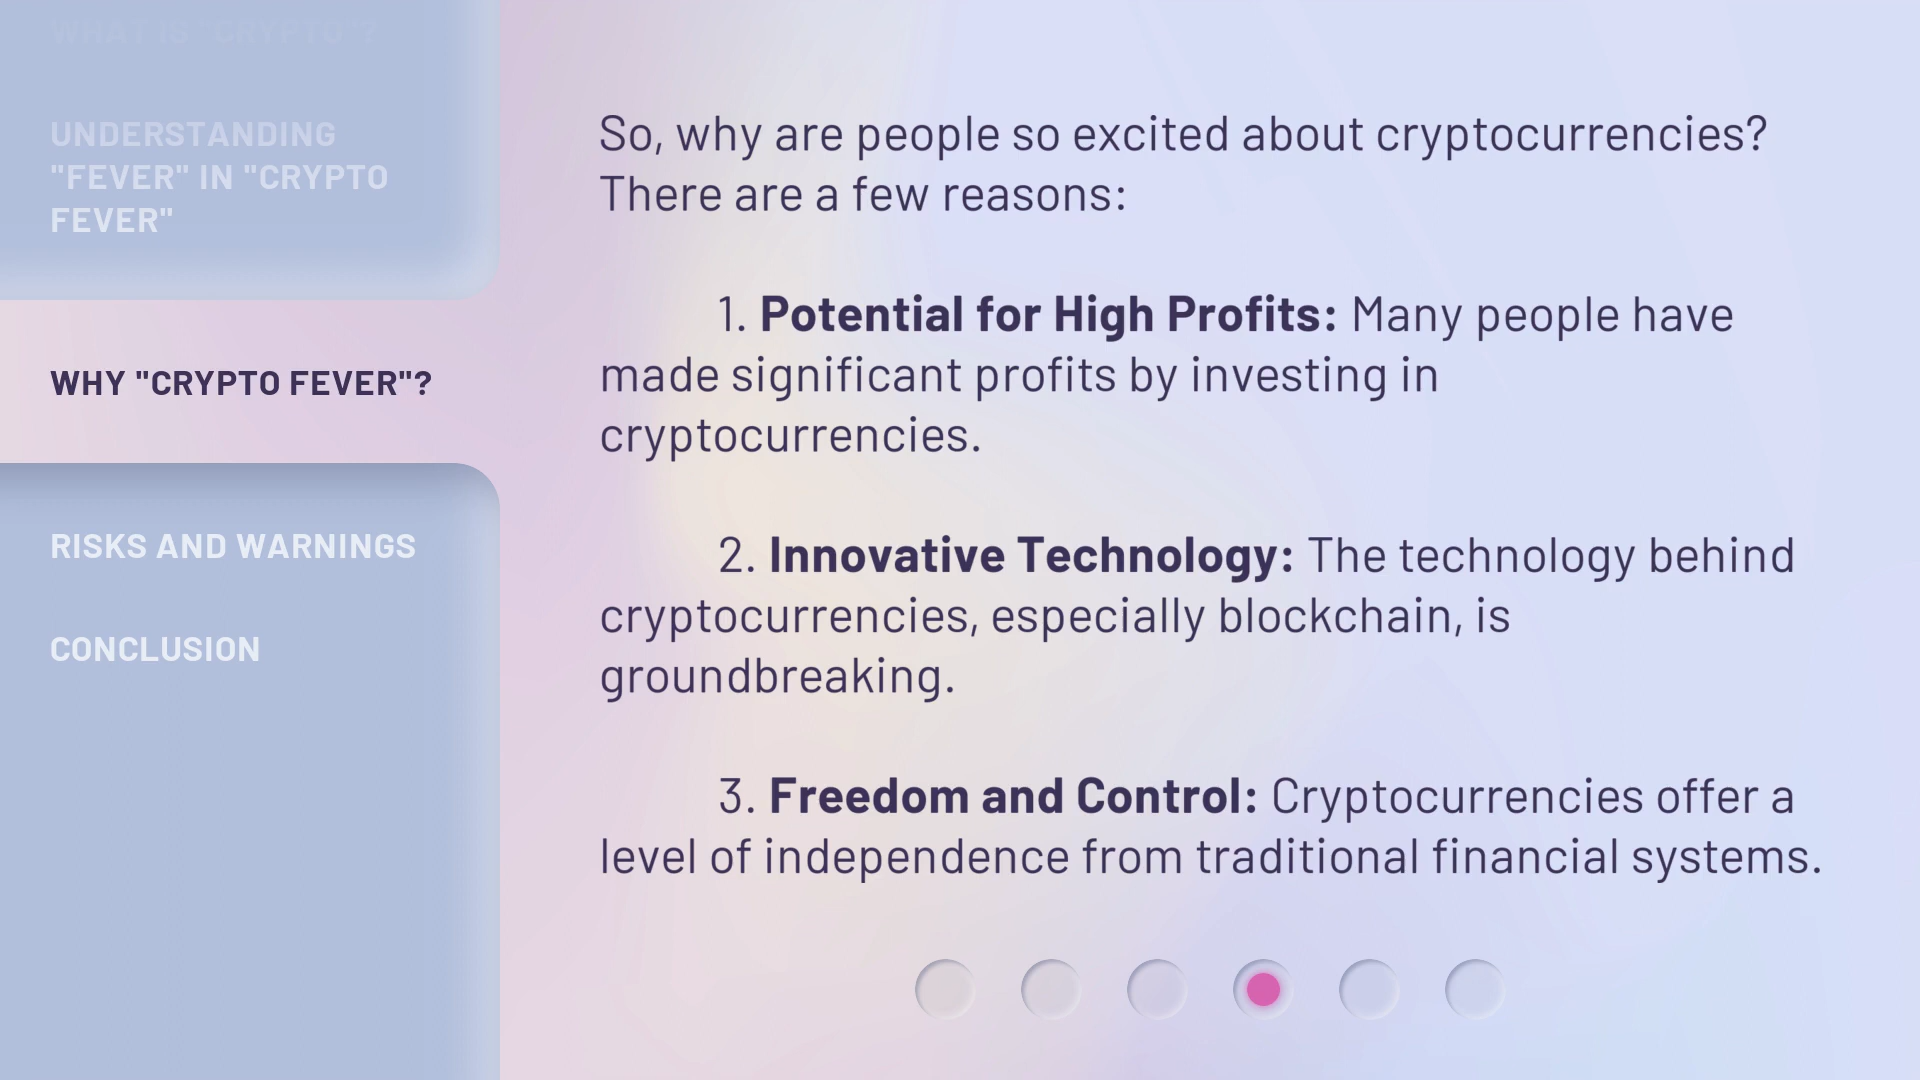 WHAT IS "CRYPTO"?
UNDERSTANDING
"FEVER" IN "CRYPTO
FEVER"
WHY "CRYPTO FEVER"?
RISKS AND WARNINGS
CONCLUSION
So, why are people so excited about cryptocurrencies?
There are a few reasons:
1. Potential for High Profits: Many people have
made significant profits by investing in
cryptocurrencies.
2. Innovative Technology: The technology behind
cryptocurrencies, especially blockchain, is
groundbreaking.
3. Freedom and Control: Cryptocurrencies offer a
level of independence from traditional financial systems.